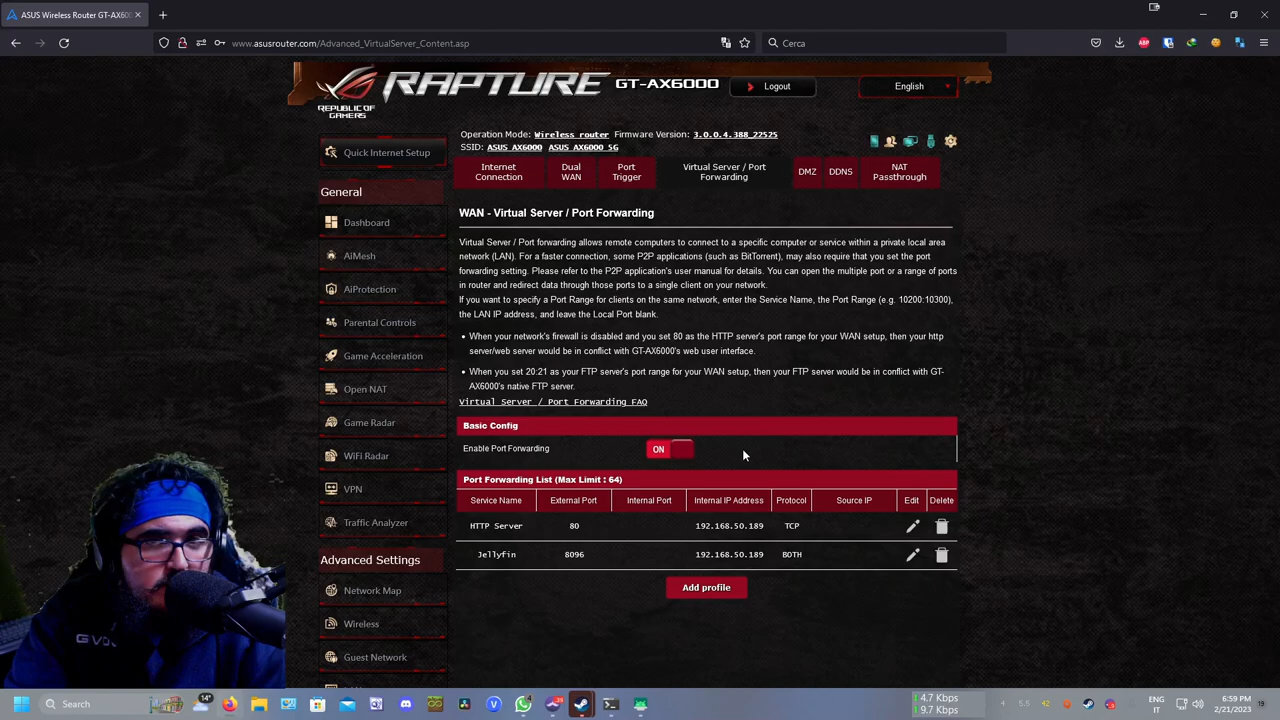 ASUS Wireless Router GT-AX600
www.asusrouter.com/Advanced_VirtualServer_Content.asp
Cerca
REPUBLIC OF
GAMERS
RAPTURE
GT-AX6000
Logout
English
Operation Mode: Wireless router Firmware Version: 3.0.0.4.388_22525
SSID: ASUS AX6000 ASUS AX6000 5G
Quick Internet Setup
General
Dashboard
AiMesh
AiProtection
Parental Controls
Game Acceleration
Open NAT
Game Radar
WiFi Radar
VPN
Traffic Analyzer
Advanced Settings
Network Map
Wireless
Guest Network
Internet
Connection
Dual
WAN
Port
Trigger
Virtual Server / Port
Forwarding
DMZ
DDNS
NAT
Passthrough
WAN - Virtual Server / Port Forwarding
Virtual Server / Port forwarding allows remote computers to connect to a specific computer or service within a private local area
network (LAN). For a faster connection, some P2P applications (such as BitTorrent), may also require that you set the port
forwarding setting. Please refer to the P2P application's user manual for details. You can open the multiple port or a range of ports
in router and redirect data through those ports to a single client on your network.
If you want to specify a Port Range for clients on the same network, enter the Service Name, the Port Range (e.g. 10200:10300),
the LAN IP address, and leave the Local Port blank.
• When your network's firewall is disabled and you set 80 as the HTTP server's port range for your WAN setup, then your http
server/web server would be in conflict with GT-AX6000's web user interface.
• When you set 20:21 as your FTP server's port range for your WAN setup, then your FTP server would be in conflict with GT-
AX6000's native FTP server.
Virtual Server / Port Forwarding FAQ
Basic Config
Enable Port Forwarding ON
Port Forwarding List (Max Limit : 64)
Service Name External Port Internal Port Internal IP Address Protocol Source IP Edit Delete
HTTP Server 80 192.168.50.189 TCP
Jellyfin 8096 192.168.50.189 BOTH
Add profile
GVO
Search
14°
4.7 Kbps
9.7 Kbps
5.5
42
ENG
IT
6:59 PM
2/21/2023